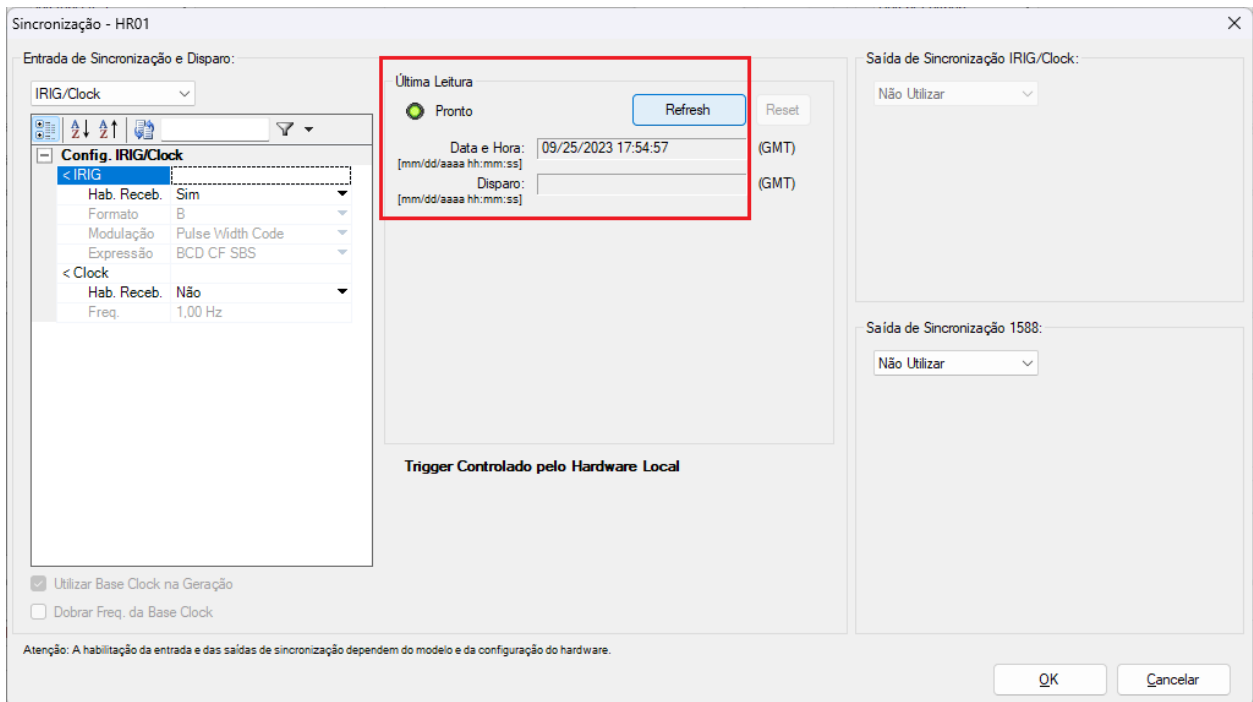 Sincronização - HR01
Entrada de Sincronização e Disparo:
IRIG/Clock
Config. IRIG/Clock
< IRIG
Hab. Receb. Sim
Formato B
Modulação Pulse Width Code
Expressão BCD CF SBS
< Clock
Hab. Receb. Não
Freq. 1,00 Hz
Utilizar Base Clock na Geração
Dobrar Freq. da Base Clock
Última Leitura
Pronto
Refresh
Reset
Data e Hora: 09/25/2023 17:54:57 (GMT)
[mm/dd/aaaa hh:mm:ss]
Disparo: (GMT)
[mm/dd/aaaa hh:mm:ss]
Trigger Controlado pelo Hardware Local
Saída de Sincronização IRIG/Clock:
Não Utilizar
Saída de Sincronização 1588:
Não Utilizar
Atenção: A habilitação da entrada e das saídas de sincronização dependem do modelo e da configuração do hardware.
OK
Cancelar